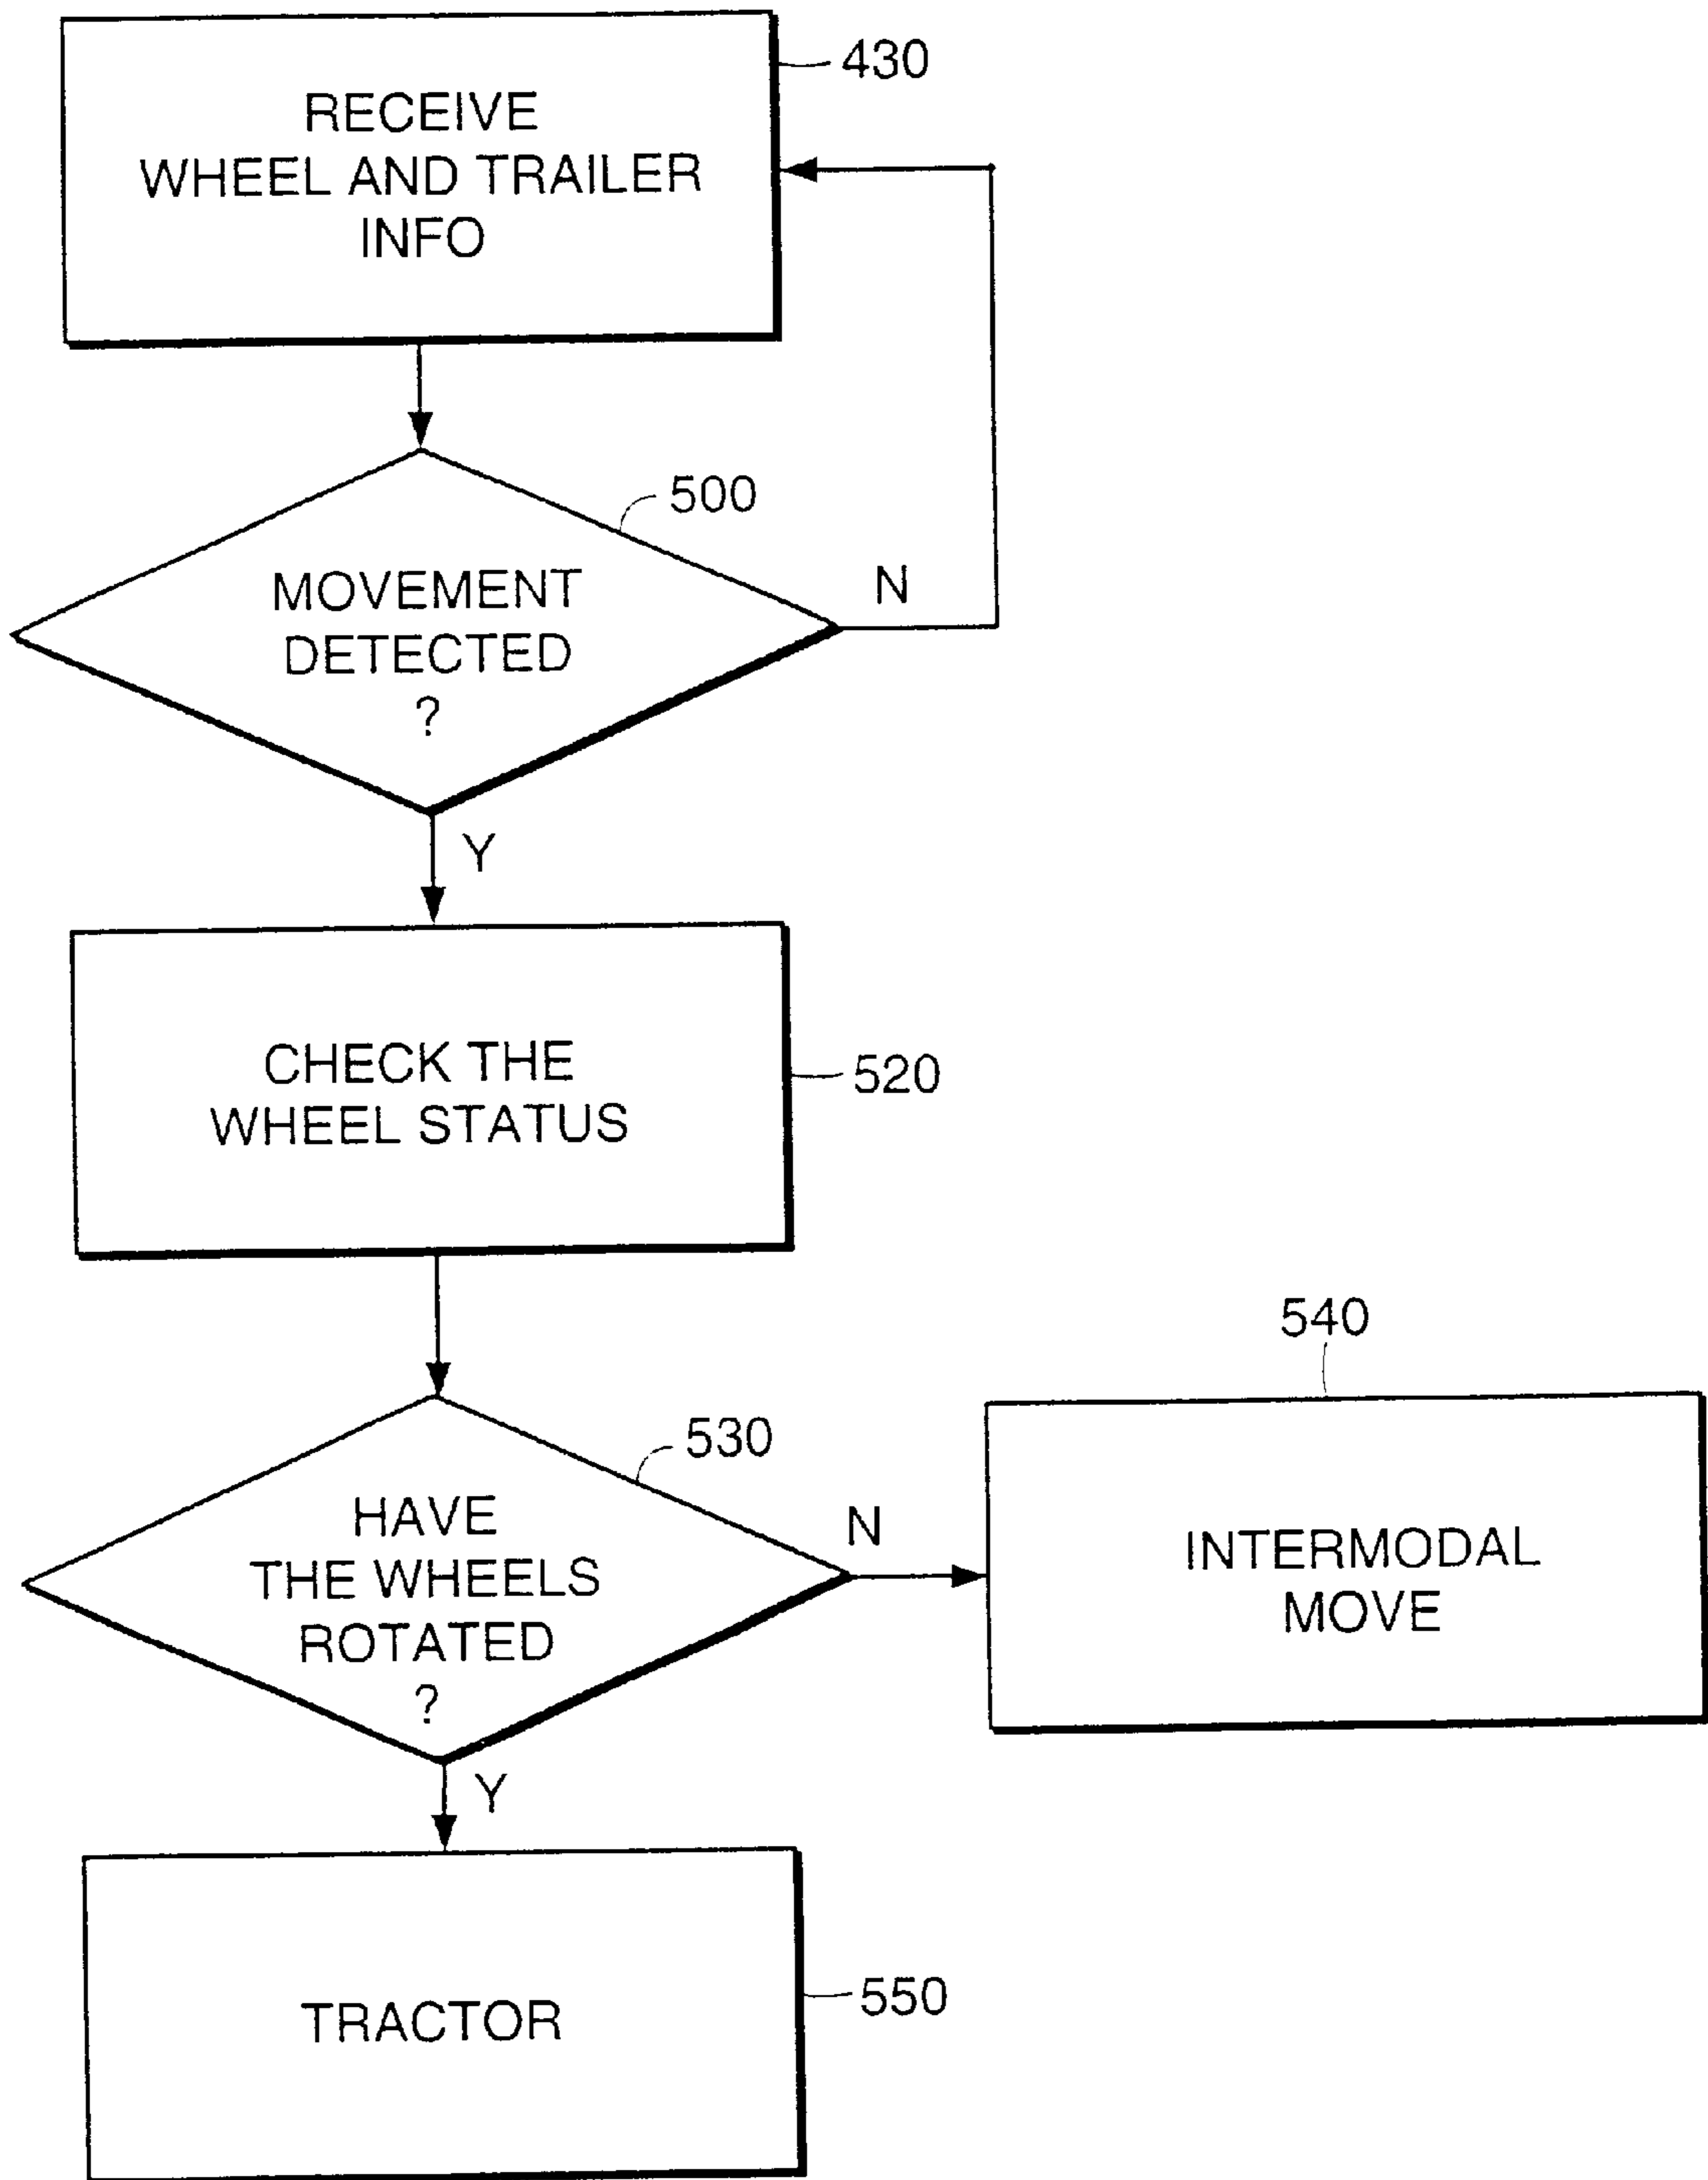 430
RECEIVE
WHEEL AND TRAILER
INFO
500
MOVEMENT
DETECTED
?
N
Y
CHECK THE
WHEEL STATUS
520
530
HAVE
THE WHEELS
ROTATED
?
N
540
INTERMODAL
MOVE
Y
TRACTOR
550